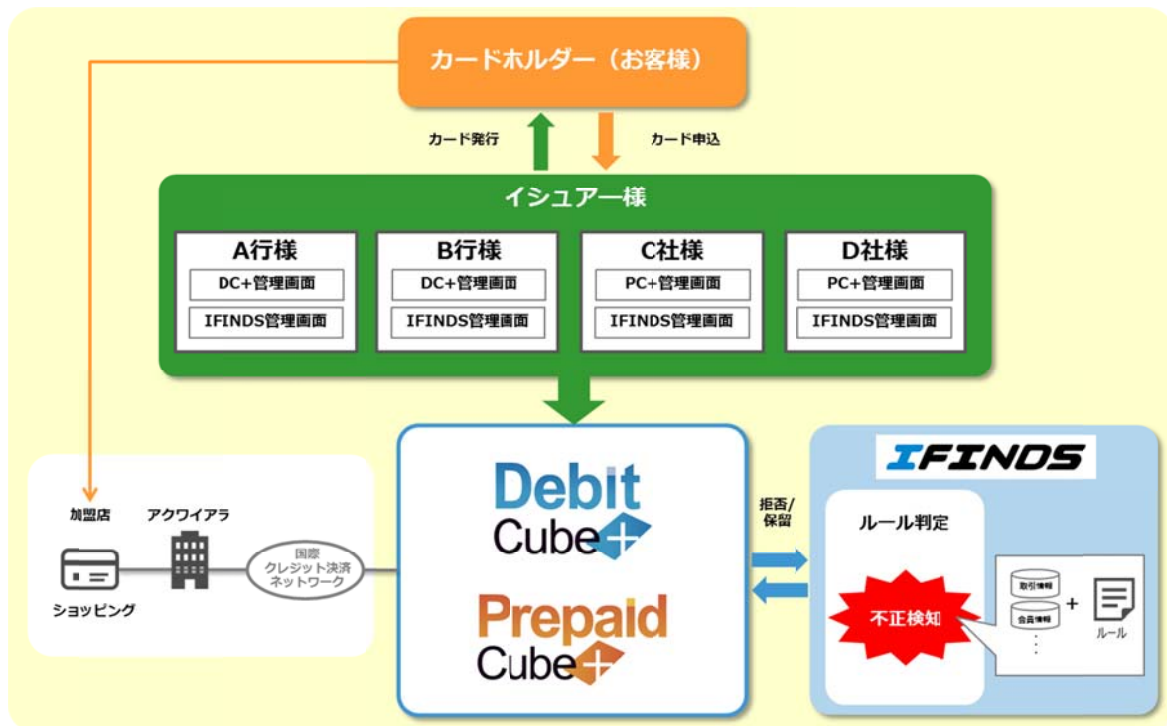 カードホルダー（お客様）
カード発行
カード申込
イシュアー様
A行様
DC+管理画面
IFINDS管理画面
B行様
DC+管理画面
IFINDS管理画面
C社様
PC+管理画面
IFINDS管理画面
D社様
PC+管理画面
IFINDS管理画面
加盟店
アクワイアラ
ショッピング
国際
クレジット決済
ネットワーク
Debit
Cube+
Prepaid
Cube+
拒否/
保留
IFINDS
ルール判定
不正検知
取引情報
会員情報
⋮
+
ルール